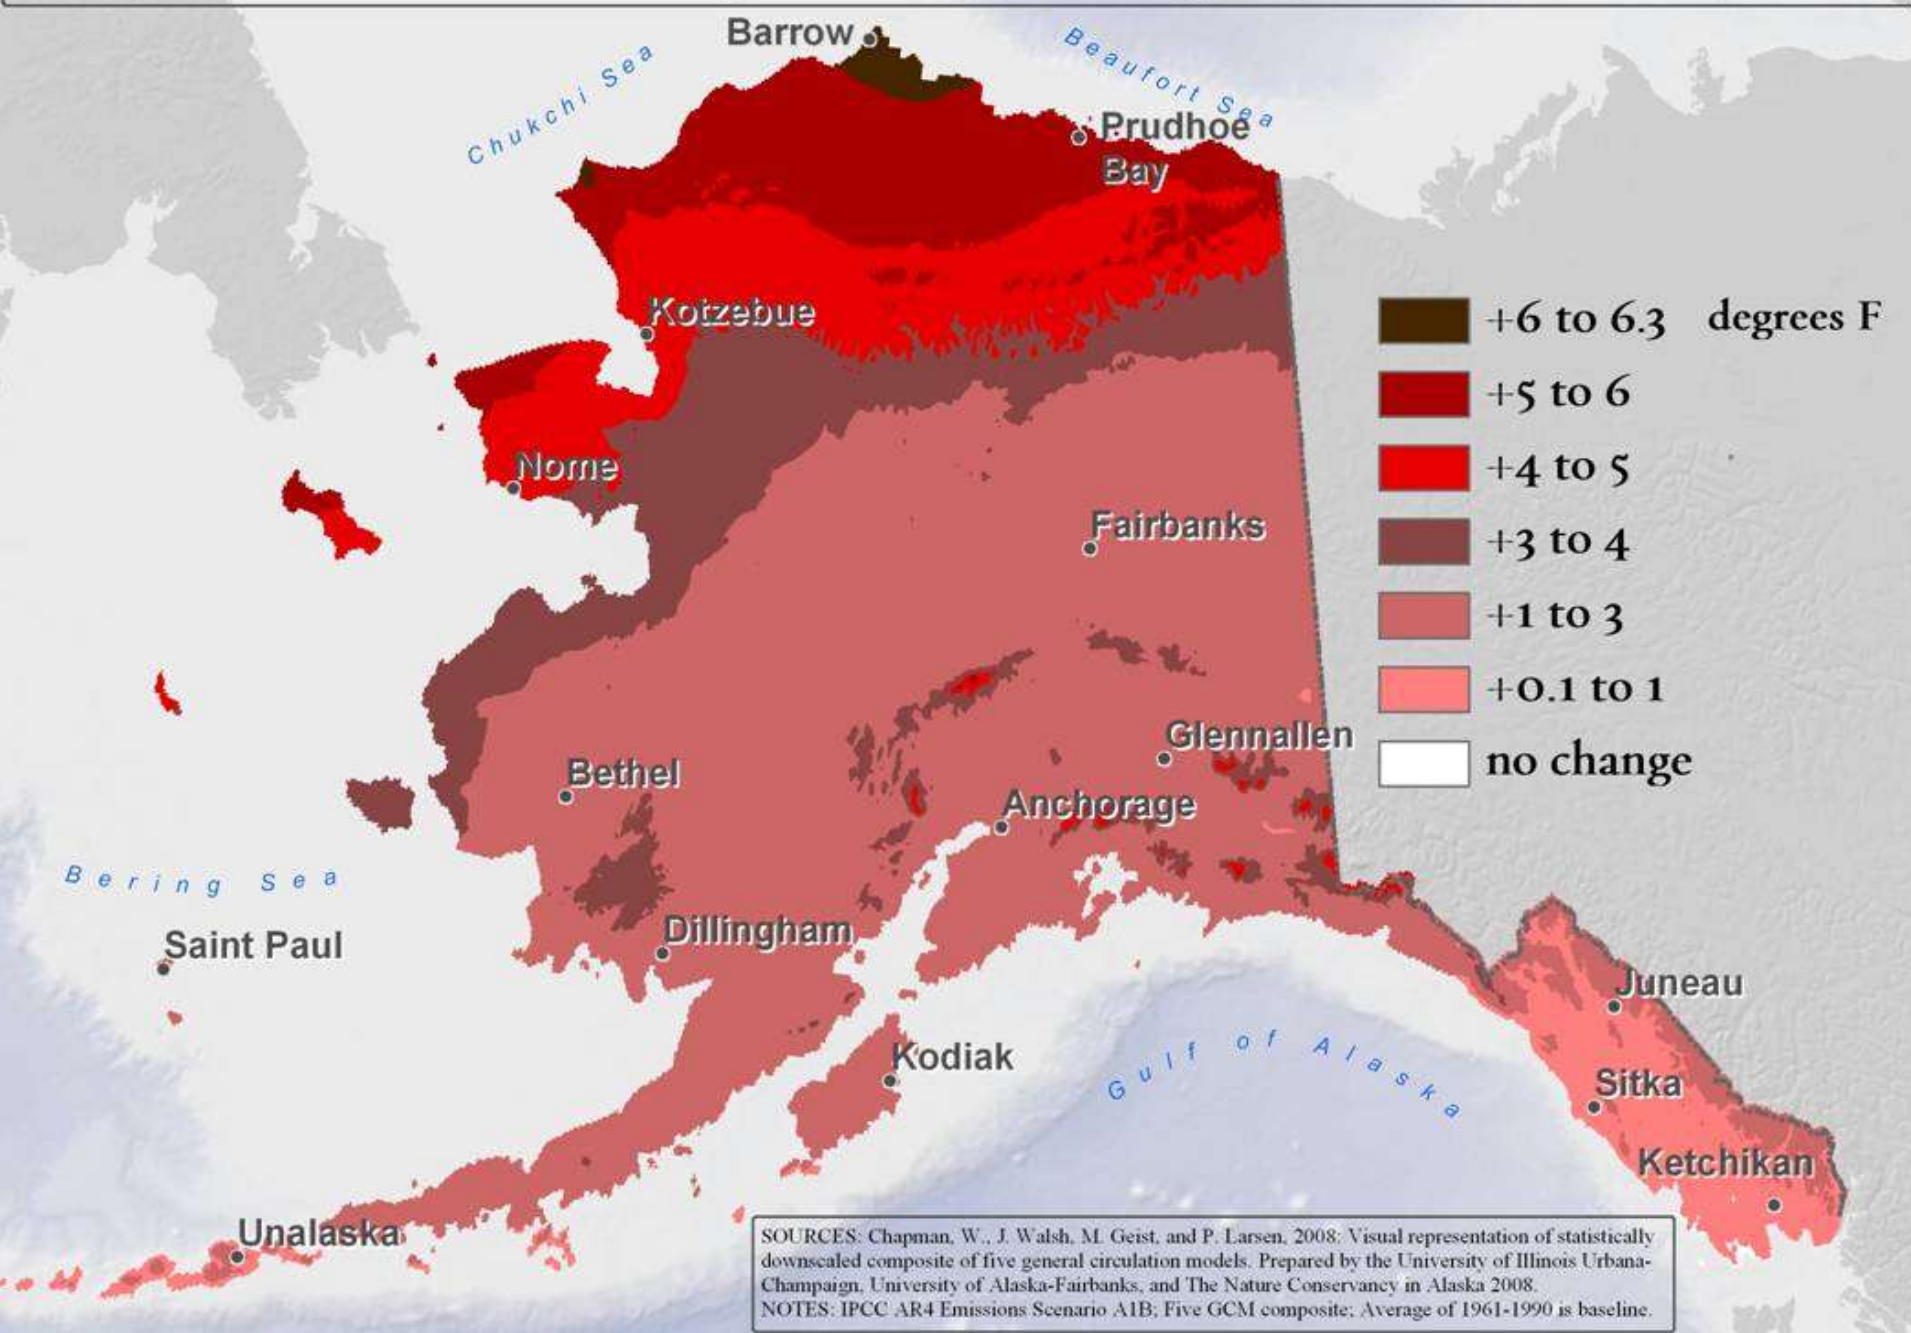 Barrow
Beaufort Sea
Chukchi Sea
Prudhoe
Bay
Kotzebue
+6 to 6.3 degrees F
+5 to 6
+4 to 5
Nome
Fairbanks
+3 to 4
+1 to 3
+0.1 to 1
Glennallen
no change
Bethel
Anchorage
Bering Sea
Dillingham
Saint Paul
Juneau
Kodiak
Gulf of Alaska
Sitka
Ketchikan
Unalaska
SOURCES: Chapman, W., J. Walsh, M. Geist, and P. Larsen, 2008: Visual representation of statistically
downscaled composite of five general circulation models. Prepared by the University of Illinois Urbana-
Champaign, University of Alaska-Fairbanks, and The Nature Conservancy in Alaska 2008.
NOTES: IPCC AR4 Emissions Scenario A1B; Five GCM composite; Average of 1961-1990 is baseline.